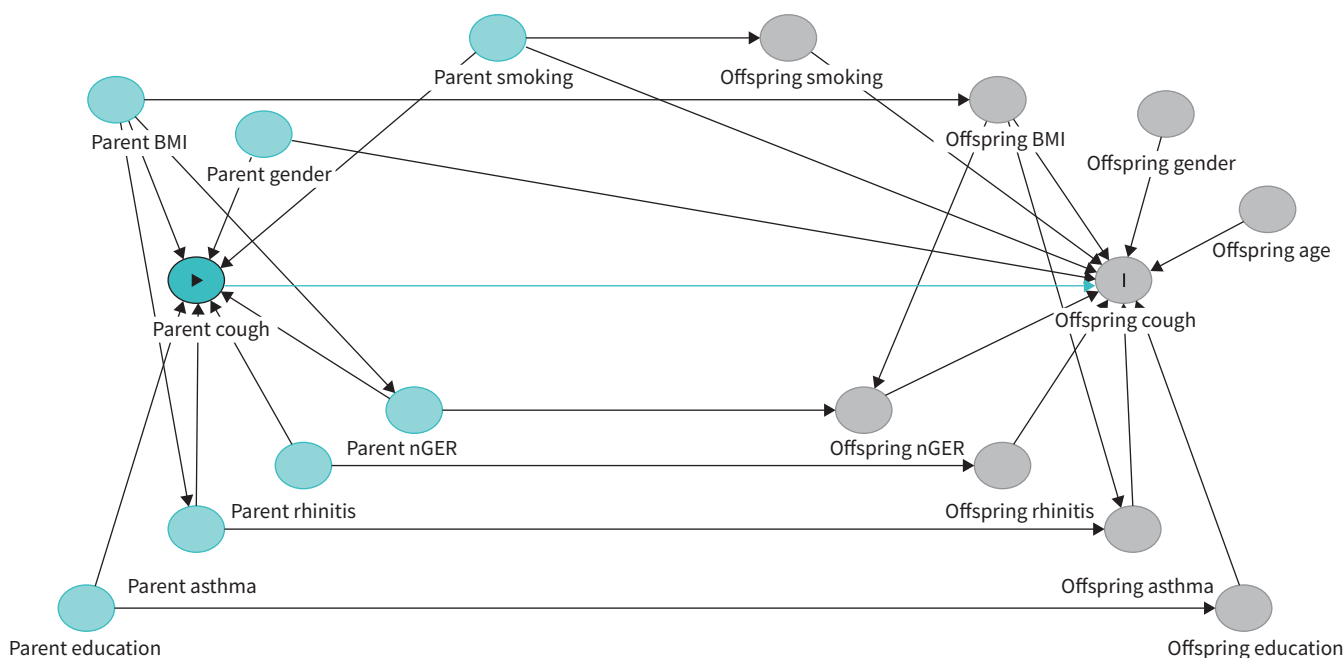 Parent smoking
Offspring smoking
Parent BMI
Offspring BMI
Parent gender
Offspring gender
Offspring age
Parent cough
Offspring cough
I
Parent nGER
Offspring nGER
Parent rhinitis
Offspring rhinitis
Parent asthma
Offspring asthma
Parent education
Offspring education